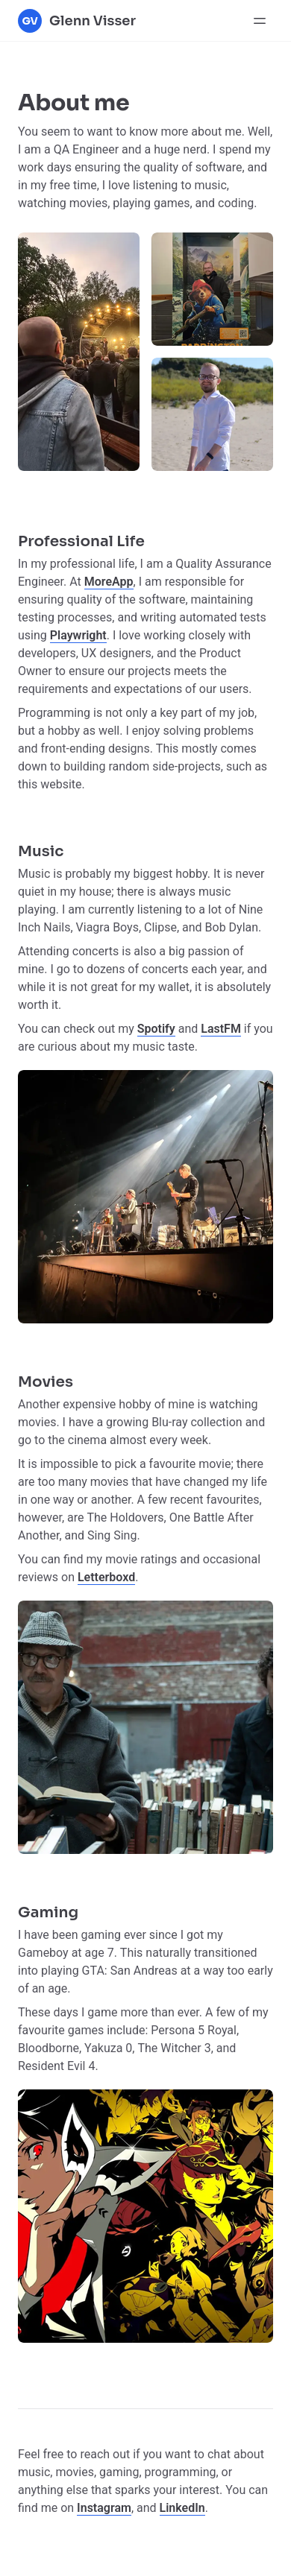 GV Glenn Visser
About me
You seem to want to know more about me. Well,
I am a QA Engineer and a huge nerd. I spend my
work days ensuring the quality of software, and
in my free time, I love listening to music,
watching movies, playing games, and coding.
Professional Life
In my professional life, I am a Quality Assurance
Engineer. At MoreApp, I am responsible for
ensuring quality of the software, maintaining
testing processes, and writing automated tests
using Playwright. I love working closely with
developers, UX designers, and the Product
Owner to ensure our projects meets the
requirements and expectations of our users.
Programming is not only a key part of my job,
but a hobby as well. I enjoy solving problems
and front-ending designs. This mostly comes
down to building random side-projects, such as
this website.
Music
Music is probably my biggest hobby. It is never
quiet in my house; there is always music
playing. I am currently listening to a lot of Nine
Inch Nails, Viagra Boys, Clipse, and Bob Dylan.
Attending concerts is also a big passion of
mine. I go to dozens of concerts each year, and
while it is not great for my wallet, it is absolutely
worth it.
You can check out my Spotify and LastFM if you
are curious about my music taste.
Movies
Another expensive hobby of mine is watching
movies. I have a growing Blu-ray collection and
go to the cinema almost every week.
It is impossible to pick a favourite movie; there
are too many movies that have changed my life
in one way or another. A few recent favourites,
however, are The Holdovers, One Battle After
Another, and Sing Sing.
You can find my movie ratings and occasional
reviews on Letterboxd.
Gaming
I have been gaming ever since I got my
Gameboy at age 7. This naturally transitioned
into playing GTA: San Andreas at a way too early
of an age.
These days I game more than ever. A few of my
favourite games include: Persona 5 Royal,
Bloodborne, Yakuza 0, The Witcher 3, and
Resident Evil 4.
Feel free to reach out if you want to chat about
music, movies, gaming, programming, or
anything else that sparks your interest. You can
find me on Instagram, and LinkedIn.